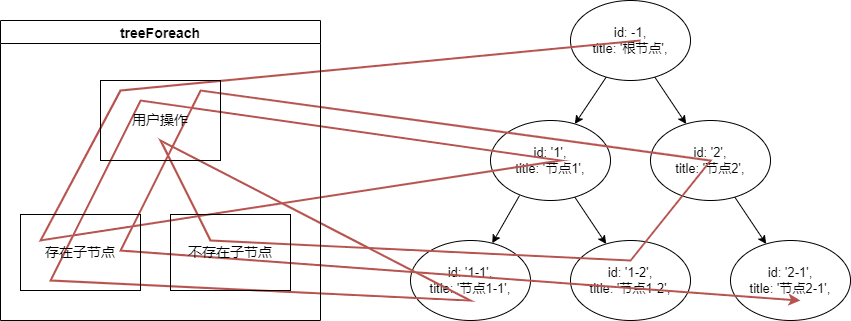 treeForeach
用户操作
存在子节点
不存在子节点
id: -1,
title: '根节点',
id: '1',
title: '节点1',
id: '2',
title: '节点2',
id: '1-1',
title: '节点1-1',
id: '1-2',
title: '节点1-2',
id: '2-1',
title: '节点2-1',